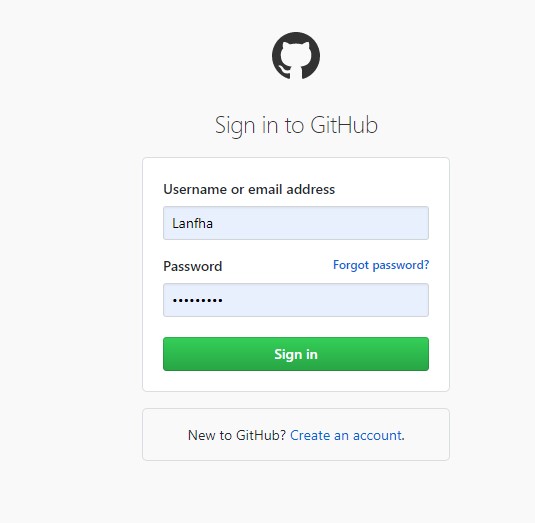 Sign in to GitHub
Username or email address
Lanfha
Password Forgot password?
•••••••••
Sign in
New to GitHub? Create an account.